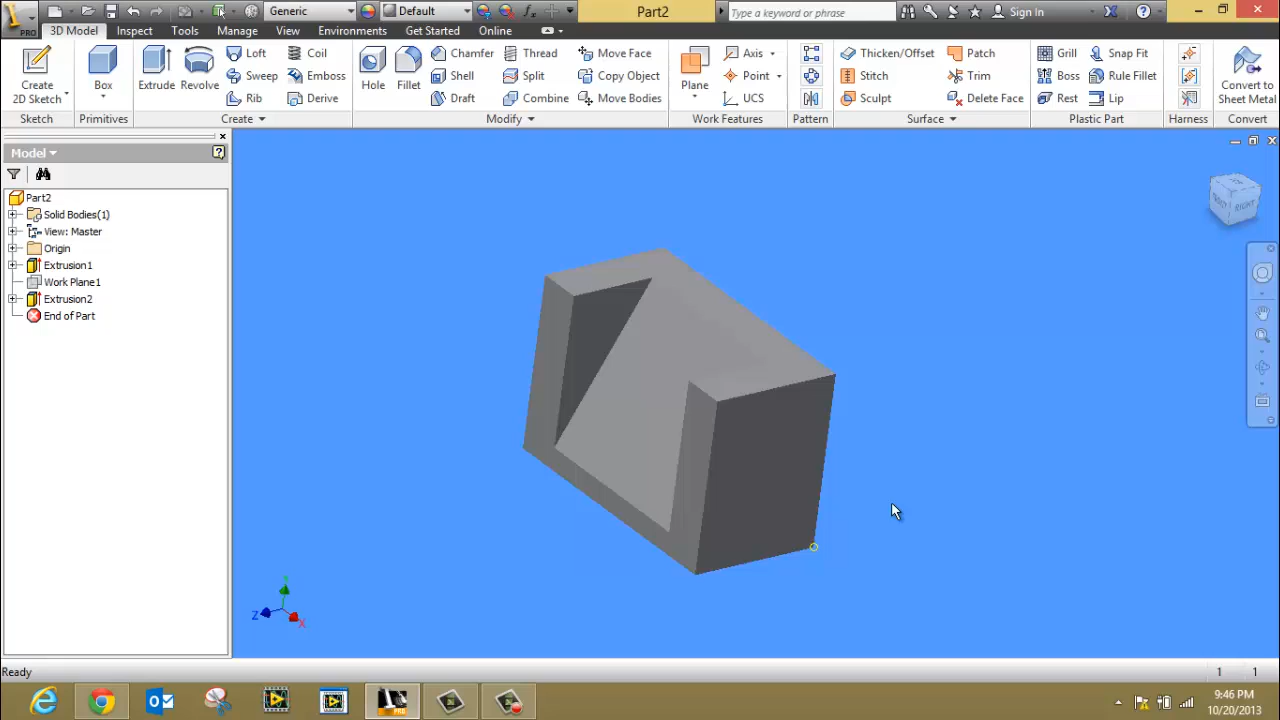 Generic
Default
Part2
Type a keyword or phrase
Sign In
PRO
3D Model
Inspect
Tools
Manage
View
Environments
Get Started
Online
Create
2D Sketch
Box
Extrude
Revolve
Loft
Coil
Sweep
Emboss
Rib
Derive
Hole
Fillet
Chamfer
Thread
Move Face
Shell
Split
Copy Object
Draft
Combine
Move Bodies
Plane
Axis
Point
UCS
Thicken/Offset
Patch
Stitch
Trim
Sculpt
Delete Face
Grill
Snap Fit
Boss
Rule Fillet
Rest
Lip
Convert to
Sheet Metal
Sketch
Primitives
Create
Modify
Work Features
Pattern
Surface
Plastic Part
Harness
Convert
Model
Part2
Solid Bodies(1)
View: Master
Origin
Extrusion1
Work Plane1
Extrusion2
End of Part
RIGHT
Z
X
Ready
1
1
PRO
9:46 PM
10/20/2013